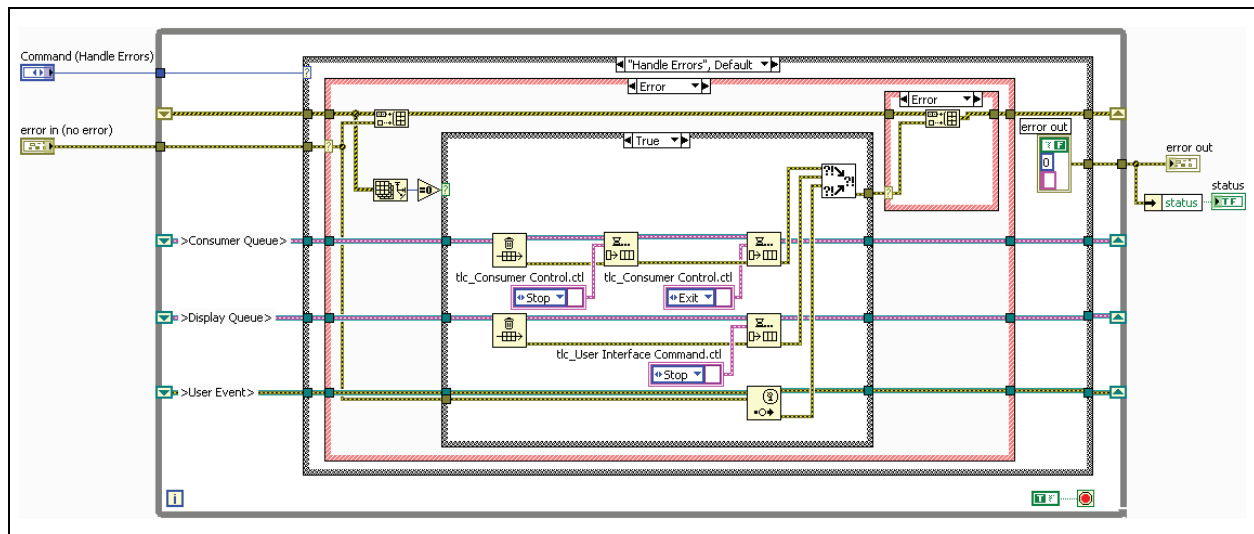 Command (Handle Errors)
"Handle Errors", Default
Error
Error
error in (no error)
True
error out
F
0
error out
status
status
TF
=0
?!
?!
?!
>Consumer Queue>
tlc_Consumer Control.ctl
tlc_Consumer Control.ctl
Stop
Exit
>Display Queue>
tlc_User Interface Command.ctl
Stop
>User Event>
i
T